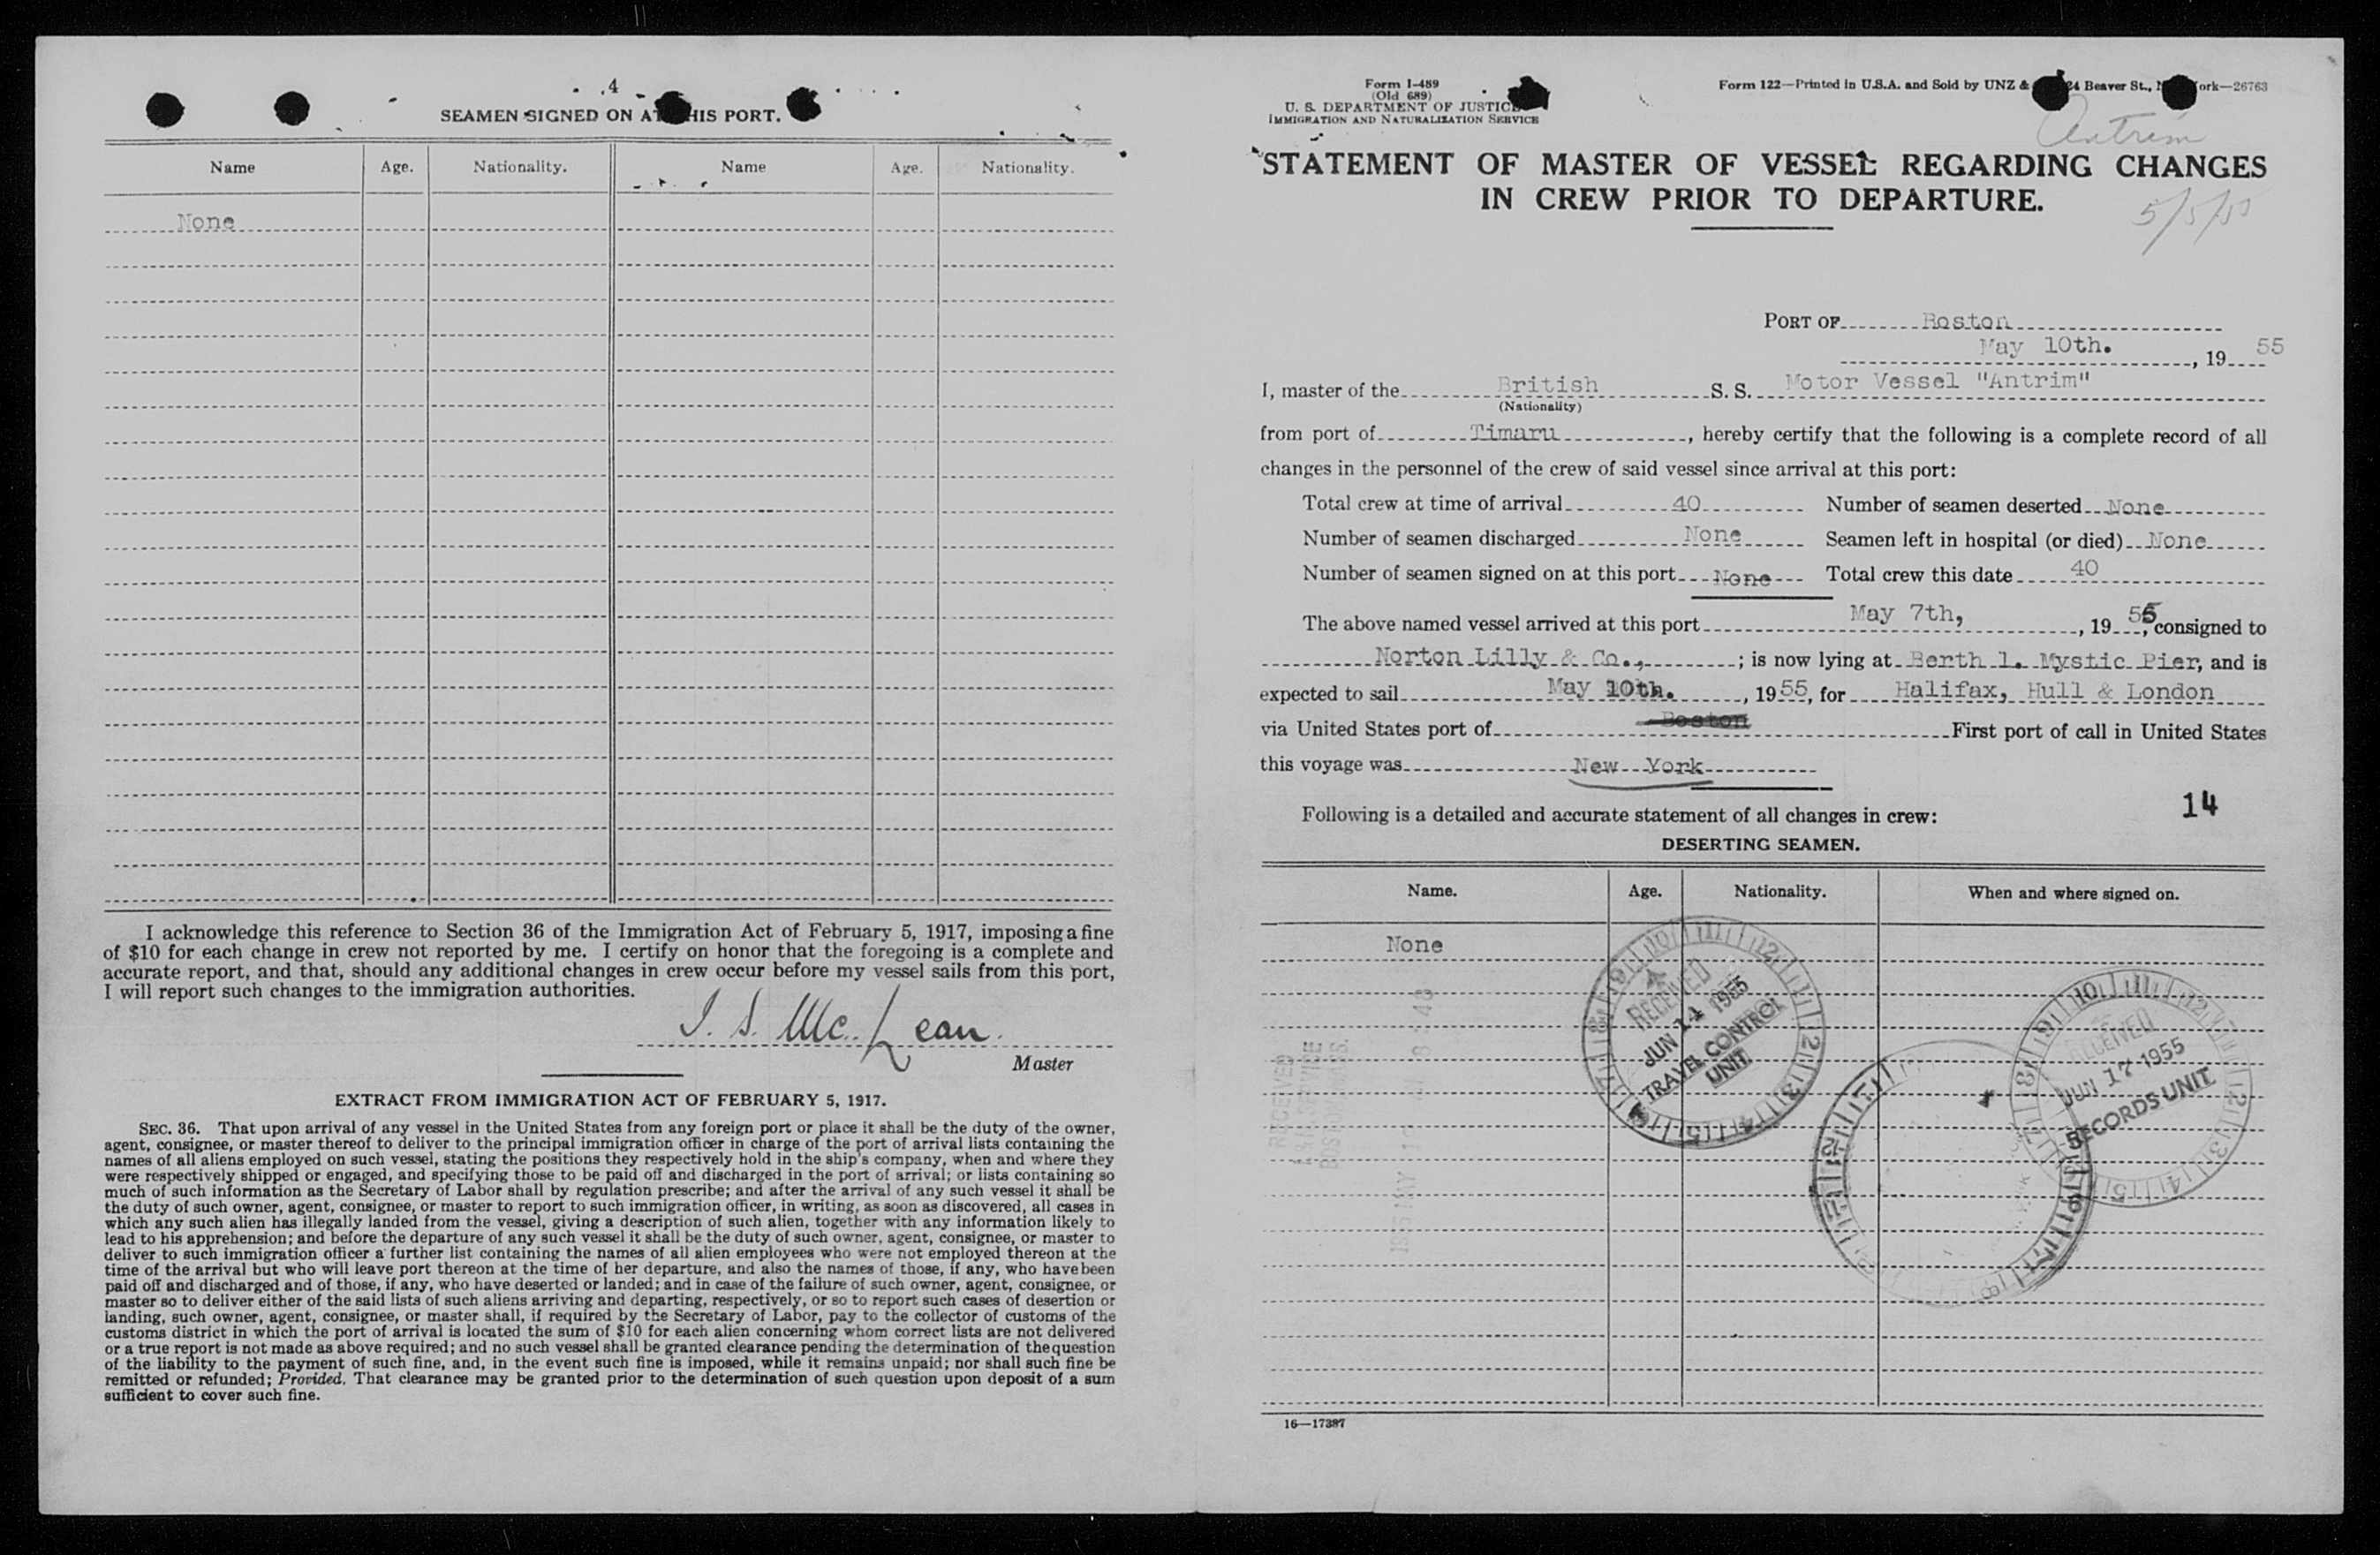 4
SEAMEN SIGNED ON AT THIS PORT.
Name Age. Nationality. Name Age. Nationality.
None
I acknowledge this reference to Section 36 of the Immigration Act of February 5, 1917, imposing a fine
of $10 for each change in crew not reported by me. I certify on honor that the foregoing is a complete and
accurate report, and that, should any additional changes in crew occur before my vessel sails from this port,
I will report such changes to the immigration authorities.
J. S. McLean
Master
EXTRACT FROM IMMIGRATION ACT OF FEBRUARY 5, 1917.
SEC. 36. That upon arrival of any vessel in the United States from any foreign port or place it shall be the duty of the owner,
agent, consignee, or master thereof to deliver to the principal immigration officer in charge of the port of arrival lists containing the
names of all aliens employed on such vessel, stating the positions they respectively hold in the ship's company, when and where they
were respectively shipped or engaged, and specifying those to be paid off and discharged in the port of arrival; or lists containing so
much of such information as the Secretary of Labor shall by regulation prescribe; and after the arrival of any such vessel it shall be
the duty of such owner, agent, consignee, or master to report to such immigration officer, in writing, as soon as discovered, all cases in
which any such alien has illegally landed from the vessel, giving a description of such alien, together with any information likely to
lead to his apprehension; and before the departure of any such vessel it shall be the duty of such owner, agent, consignee, or master to
deliver to such immigration officer a further list containing the names of all alien employees who were not employed thereon at the
time of the arrival but who will leave port thereon at the time of her departure, and also the names of those, if any, who have been
paid off and discharged and of those, if any, who have deserted or landed; and in case of the failure of such owner, agent, consignee, or
master so to deliver either of the said lists of such aliens arriving and departing, respectively, or so to report such cases of desertion or
landing, such owner, agent, consignee, or master shall, if required by the Secretary of Labor, pay to the collector of customs of the
customs district in which the port of arrival is located the sum of $10 for each alien concerning whom correct lists are not delivered
or a true report is not made as above required; and no such vessel shall be granted clearance pending the determination of the question
of the liability to the payment of such fine, and, in the event such fine is imposed, while it remains unpaid; nor shall such fine be
remitted or refunded; Provided, That clearance may be granted prior to the determination of such question upon deposit of a sum
sufficient to cover such fine.
Form I-489
(Old 689)
U. S. DEPARTMENT OF JUSTICE
IMMIGRATION AND NATURALIZATION SERVICE
Form 122—Printed in U.S.A. and Sold by UNZ & 24 Beaver St., ork—26763
Antrim
STATEMENT OF MASTER OF VESSEL REGARDING CHANGES
IN CREW PRIOR TO DEPARTURE.
5/5/55
PORT OF Boston
May 10th. , 19 55
I, master of the British S. S. Motor Vessel "Antrim"
(Nationality)
from port of Timaru , hereby certify that the following is a complete record of all
changes in the personnel of the crew of said vessel since arrival at this port:
Total crew at time of arrival 40 Number of seamen deserted None
Number of seamen discharged None Seamen left in hospital (or died) None
Number of seamen signed on at this port None Total crew this date 40
The above named vessel arrived at this port May 7th, , 19 55, consigned to
Norton Lilly & Co., ; is now lying at Berth 1. Mystic Pier, and is
expected to sail May 10th. , 19 55, for Halifax, Hull & London
via United States port of Boston First port of call in United States
this voyage was New York
14
Following is a detailed and accurate statement of all changes in crew:
DESERTING SEAMEN.
Name. Age. Nationality. When and where signed on.
None
RECEIVED
JUN 14 1955
TRAVEL CONTROL
UNIT
RECEIVED
JUN 17 1955
RECORDS UNIT
16—17387